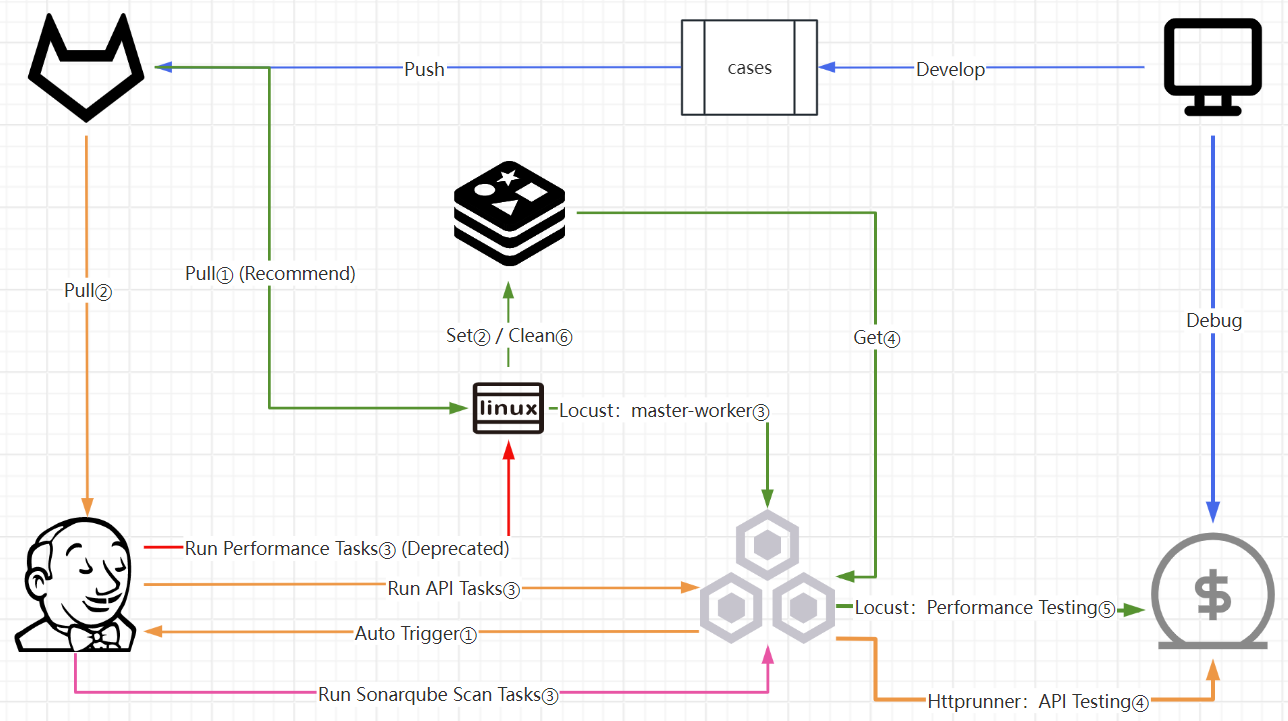 Push
cases
Develop
Pull① (Recommend)
Pull②
Debug
Set② / Clean⑥
Get④
linux
Locust：master-worker③
Run Performance Tasks③ (Deprecated)
Run API Tasks③
Locust：Performance Testing⑤
Auto Trigger①
Run Sonarqube Scan Tasks③
Httprunner：API Testing④
$